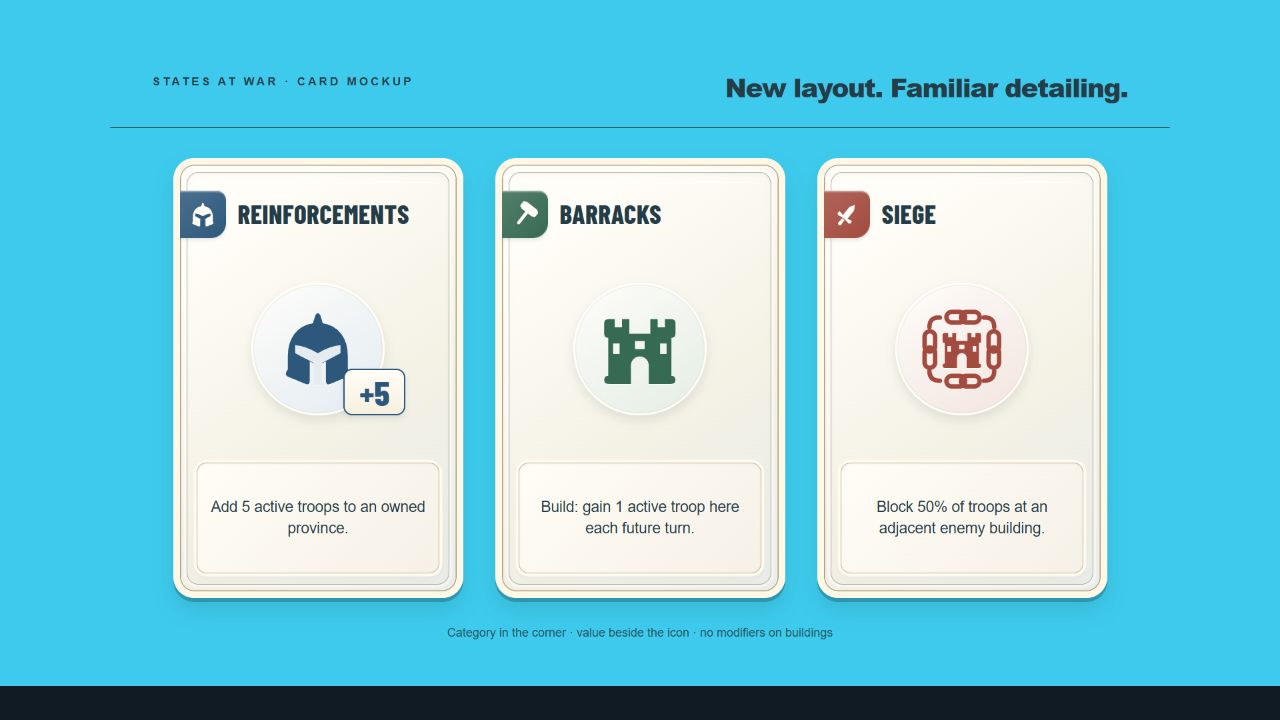 STATES AT WAR · CARD MOCKUP
New layout. Familiar detailing.
REINFORCEMENTS
+5
Add 5 active troops to an owned
province.
BARRACKS
Build: gain 1 active troop here
each future turn.
SIEGE
Block 50% of troops at an
adjacent enemy building.
Category in the corner · value beside the icon · no modifiers on buildings